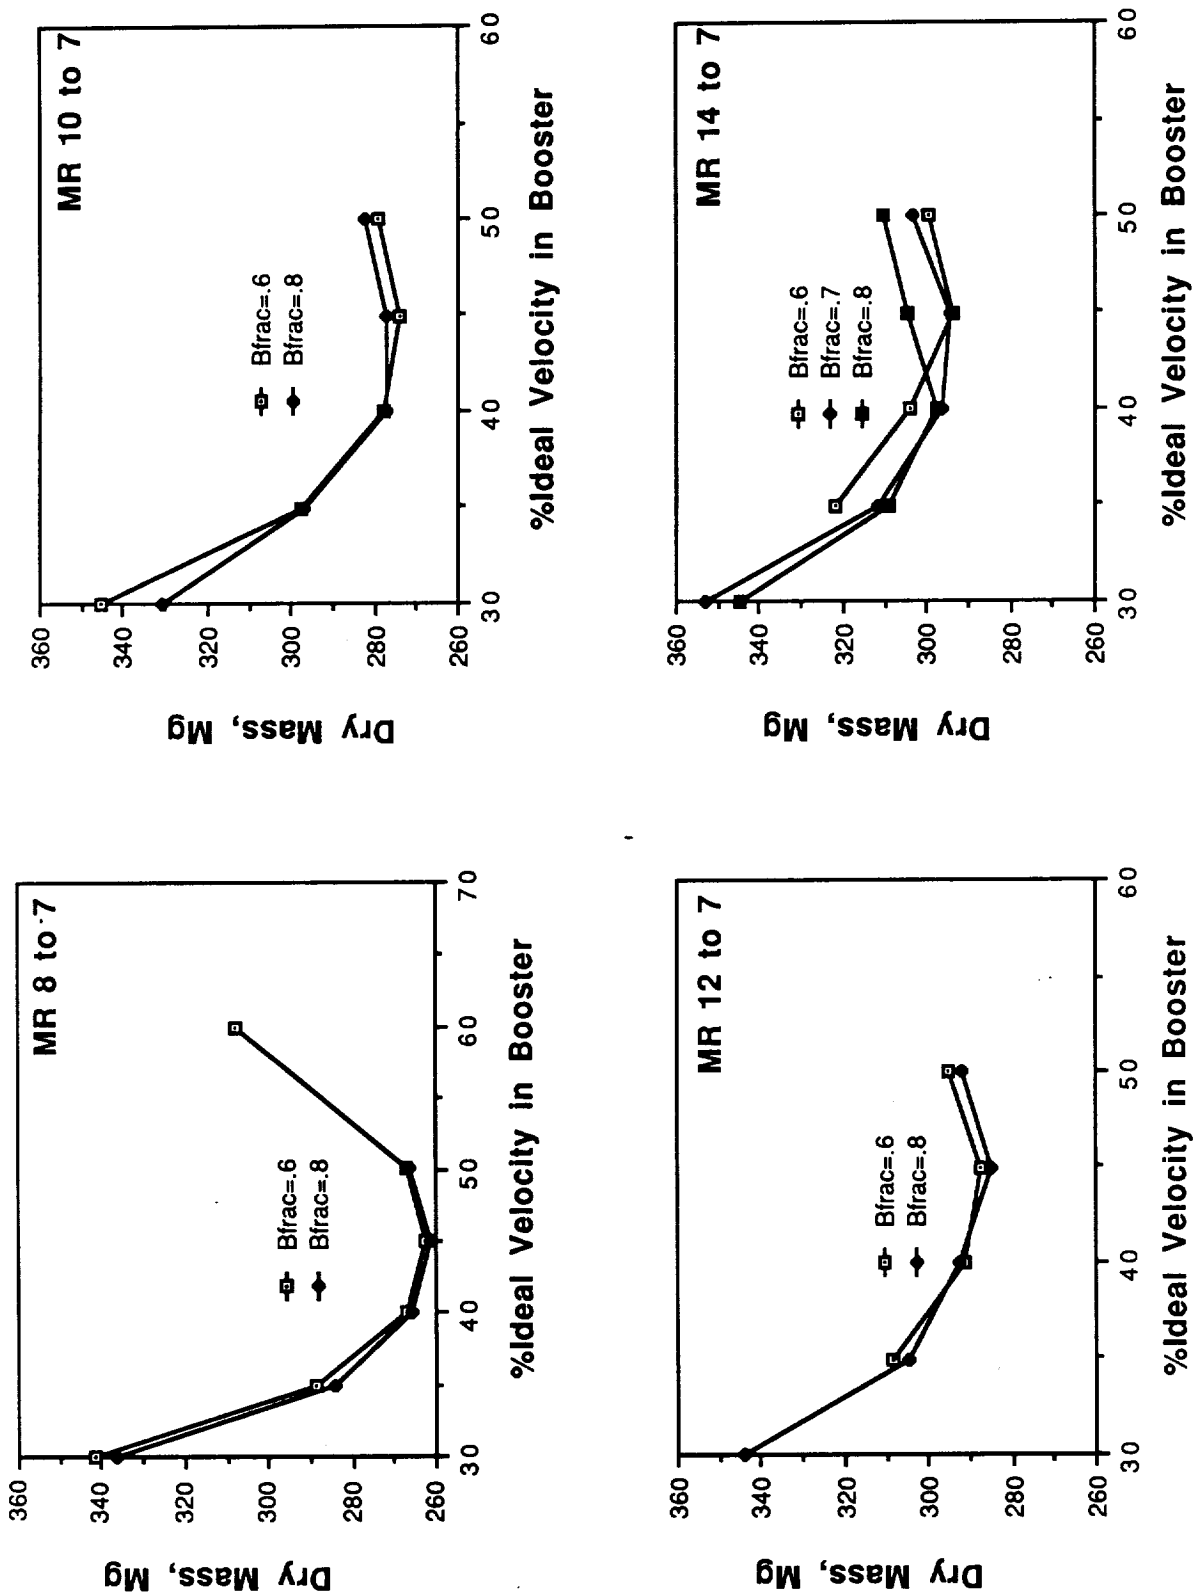 MR 8 to 7
Dry Mass, Mg
360
340
320
300
280
260
Bfrac=.6
Bfrac=.8
30
40
50
60
70
%Ideal Velocity in Booster
MR 10 to 7
Dry Mass, Mg
360
340
320
300
280
260
Bfrac=.6
Bfrac=.8
30
40
50
60
%Ideal Velocity in Booster
MR 12 to 7
Dry Mass, Mg
360
340
320
300
280
260
Bfrac=.6
Bfrac=.8
30
40
50
60
%Ideal Velocity in Booster
MR 14 to 7
Dry Mass, Mg
360
340
320
300
280
260
Bfrac=.6
Bfrac=.7
Bfrac=.8
30
40
50
60
%Ideal Velocity in Booster